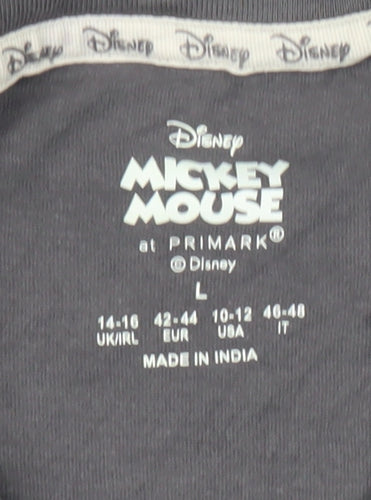 Disney Disney Disney Disney Disney
Disney
MICKEY
MOUSE
at PRIMARK®
© Disney
L
14-16 42-44 10-12 46-48
UK/IRL EUR USA IT
MADE IN INDIA